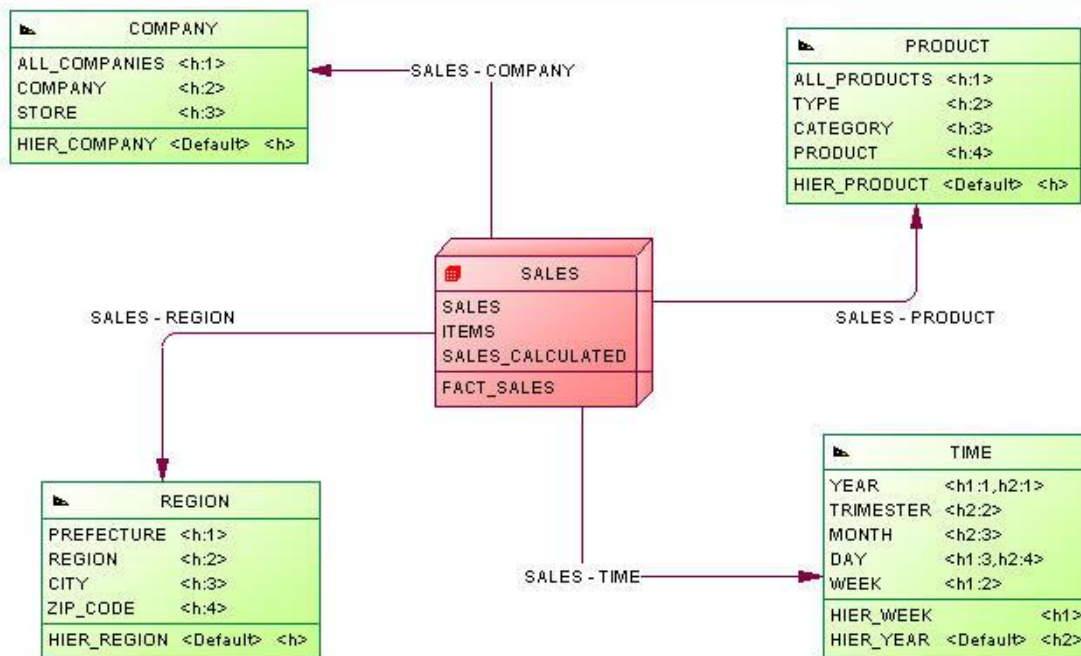 COMPANY
ALL_COMPANIES <h:1>
COMPANY <h:2>
STORE <h:3>
HIER_COMPANY <Default> <h>
SALES - COMPANY
PRODUCT
ALL_PRODUCTS <h:1>
TYPE <h:2>
CATEGORY <h:3>
PRODUCT <h:4>
HIER_PRODUCT <Default> <h>
SALES
SALES
ITEMS
SALES_CALCULATED
FACT_SALES
SALES - REGION
SALES - PRODUCT
REGION
PREFECTURE <h:1>
REGION <h:2>
CITY <h:3>
ZIP_CODE <h:4>
HIER_REGION <Default> <h>
SALES - TIME
TIME
YEAR <h1:1,h2:1>
TRIMESTER <h2:2>
MONTH <h2:3>
DAY <h1:3,h2:4>
WEEK <h1:2>
HIER_WEEK <h1>
HIER_YEAR <Default> <h2>